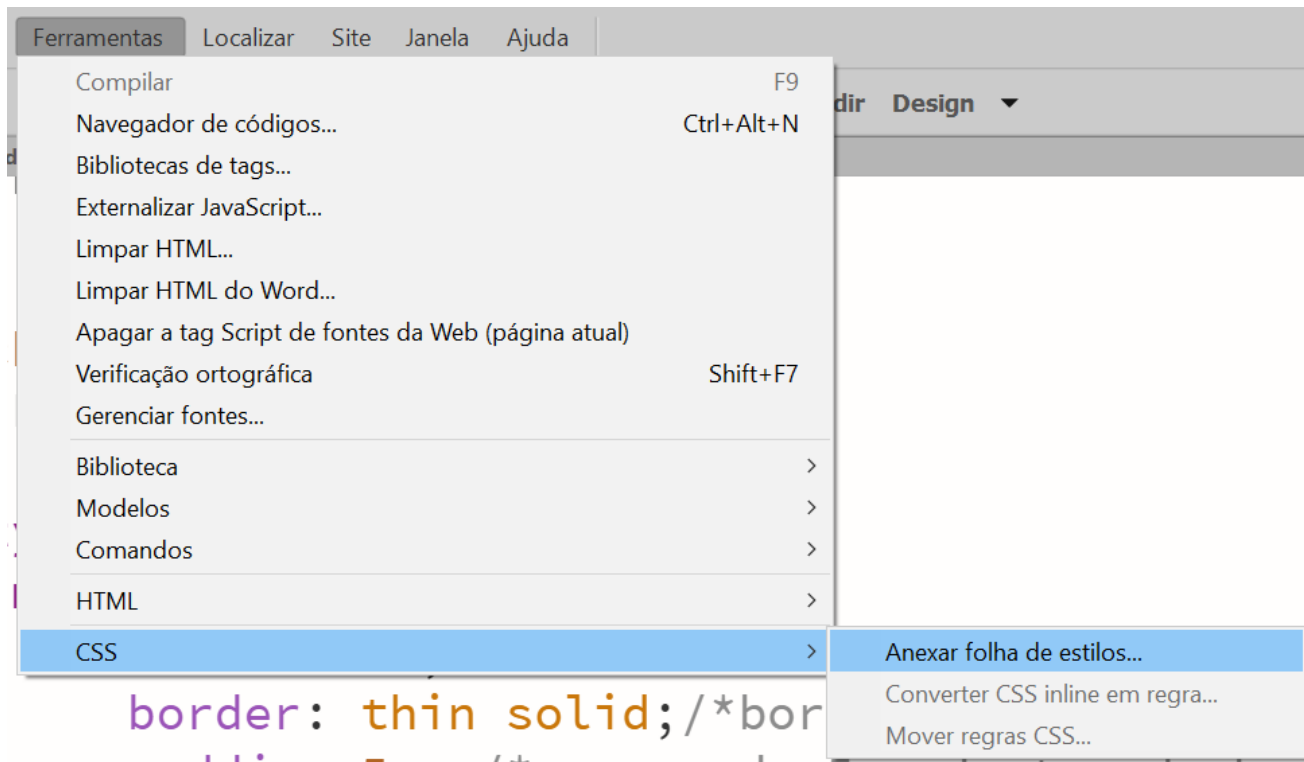 Ferramentas Localizar Site Janela Ajuda
Compilar F9
dir Design
Navegador de códigos... Ctrl+Alt+N
Bibliotecas de tags...
Externalizar JavaScript...
Limpar HTML...
Limpar HTML do Word...
Apagar a tag Script de fontes da Web (página atual)
Verificação ortográfica Shift+F7
Gerenciar fontes...
Biblioteca
Modelos
Comandos
HTML
CSS Anexar folha de estilos...
Converter CSS inline em regra...
border: thin solid;/*bor
Mover regras CSS...